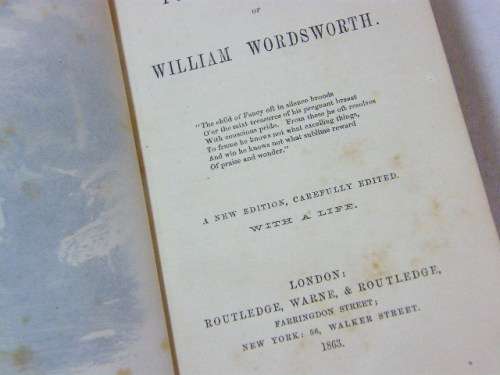 OF
WILLIAM WORDSWORTH.
"The child of Fancy oft in silence broods
O'er the mixt treasures of his pregnant breast
With conscious pride. From these he oft resolves
To frame he knows not what excelling things,
And win he knows not what sublime reward
Of praise and wonder."
A NEW EDITION, CAREFULLY EDITED.
WITH A LIFE.
LONDON:
ROUTLEDGE, WARNE, & ROUTLEDGE,
FARRINGDON STREET;
NEW YORK: 56, WALKER STREET.
1863.